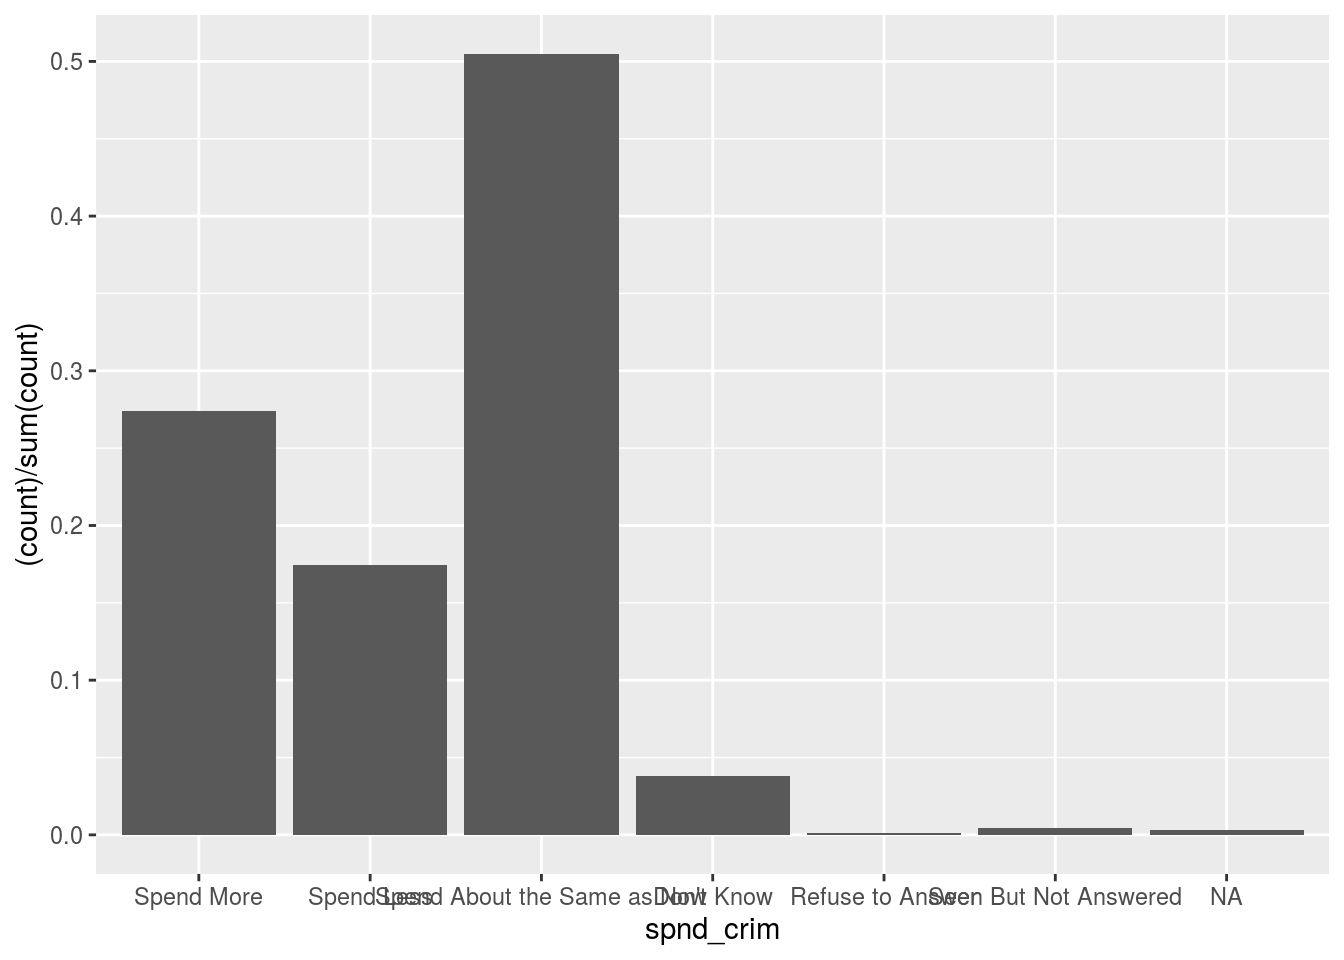 0.5
0.4
0.3
0.2
0.1
0.0
(count)/sum(count)
Spend More
Spend Less
Spend About the Same as Now
Don't Know
Refuse to Answer
Seen But Not Answered
NA
spnd_crim